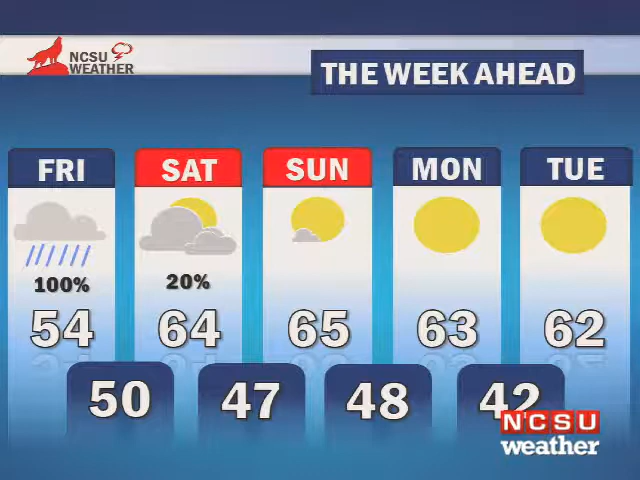 NCSU
WEATHER
THE WEEK AHEAD
FRI SAT SUN MON TUE
100% 20%
54 64 65 63 62
50 47 48 42
NCSU
weather